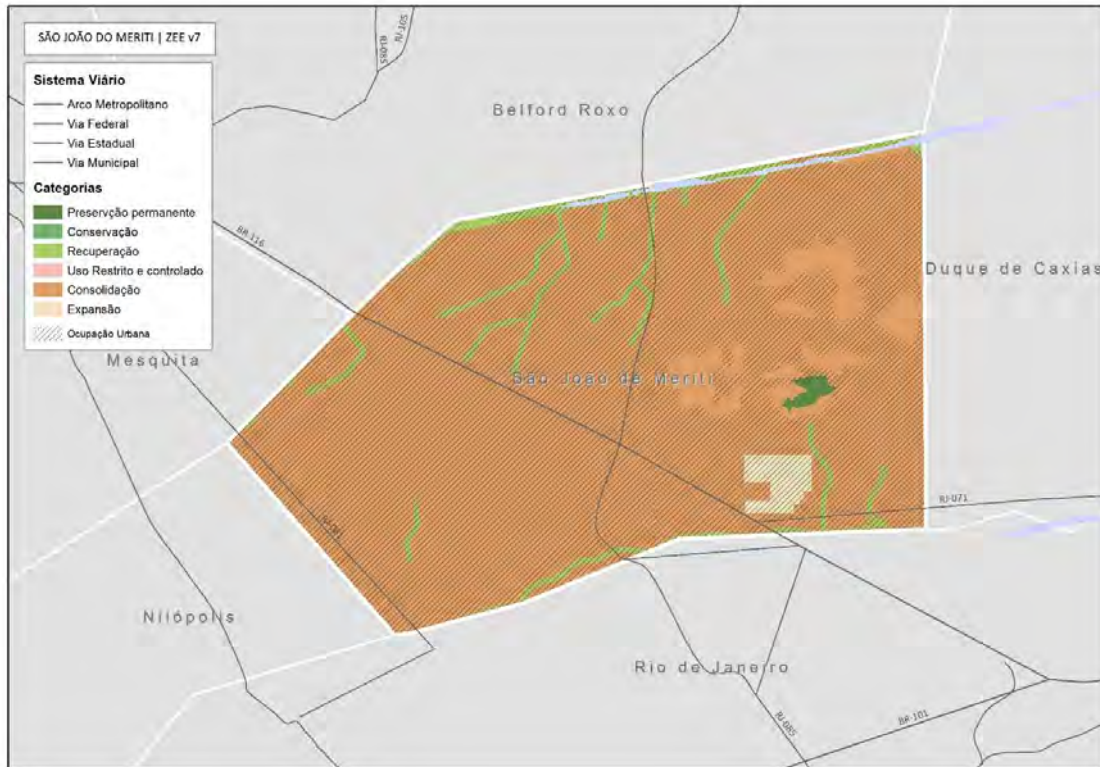 SÃO JOÃO DO MERITI | ZEE v7
Sistema Viário
Arco Metropolitano
Via Federal
Via Estadual
Via Municipal
Categorias
Preservção permanente
Conservação
Recuperação
Uso Restrito e controlado
Consolidação
Expansão
Ocupação Urbana
RJ-085
Belford Roxo
BR-116
Duque de Caxias
Mesquita
São João de Meriti
RJ-071
Nilópolis
Rio de Janeiro
RJ-085
BR-101